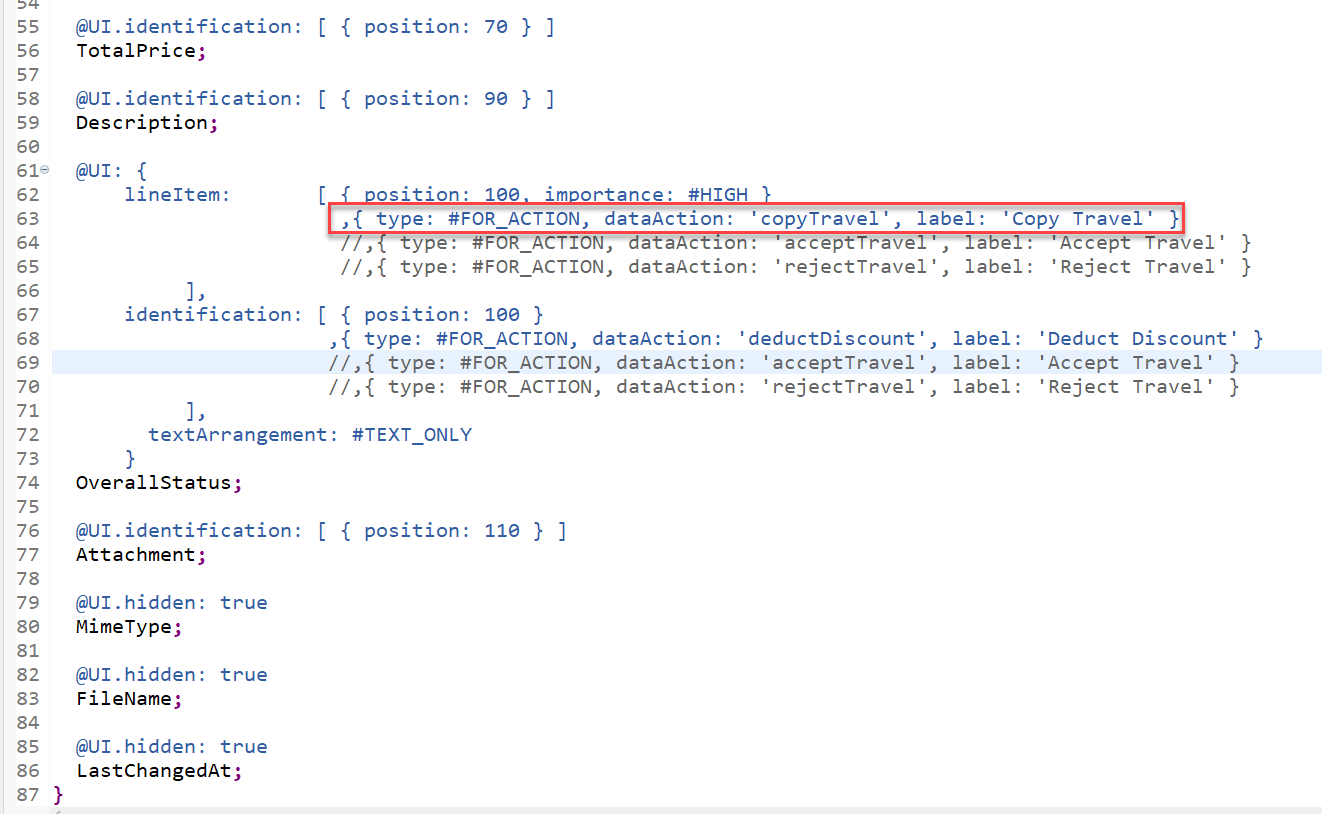 54
55 @UI.identification: [ { position: 70 } ]
56 TotalPrice;
57
58 @UI.identification: [ { position: 90 } ]
59 Description;
60
61 @UI: {
62 lineItem: [ { position: 100, importance: #HIGH }
63 ,{ type: #FOR_ACTION, dataAction: 'copyTravel', label: 'Copy Travel' }
64 //,{ type: #FOR_ACTION, dataAction: 'acceptTravel', label: 'Accept Travel' }
65 //,{ type: #FOR_ACTION, dataAction: 'rejectTravel', label: 'Reject Travel' }
66 ],
67 identification: [ { position: 100 }
68 ,{ type: #FOR_ACTION, dataAction: 'deductDiscount', label: 'Deduct Discount' }
69 //,{ type: #FOR_ACTION, dataAction: 'acceptTravel', label: 'Accept Travel' }
70 //,{ type: #FOR_ACTION, dataAction: 'rejectTravel', label: 'Reject Travel' }
71 ],
72 textArrangement: #TEXT_ONLY
73 }
74 OverallStatus;
75
76 @UI.identification: [ { position: 110 } ]
77 Attachment;
78
79 @UI.hidden: true
80 MimeType;
81
82 @UI.hidden: true
83 FileName;
84
85 @UI.hidden: true
86 LastChangedAt;
87 }